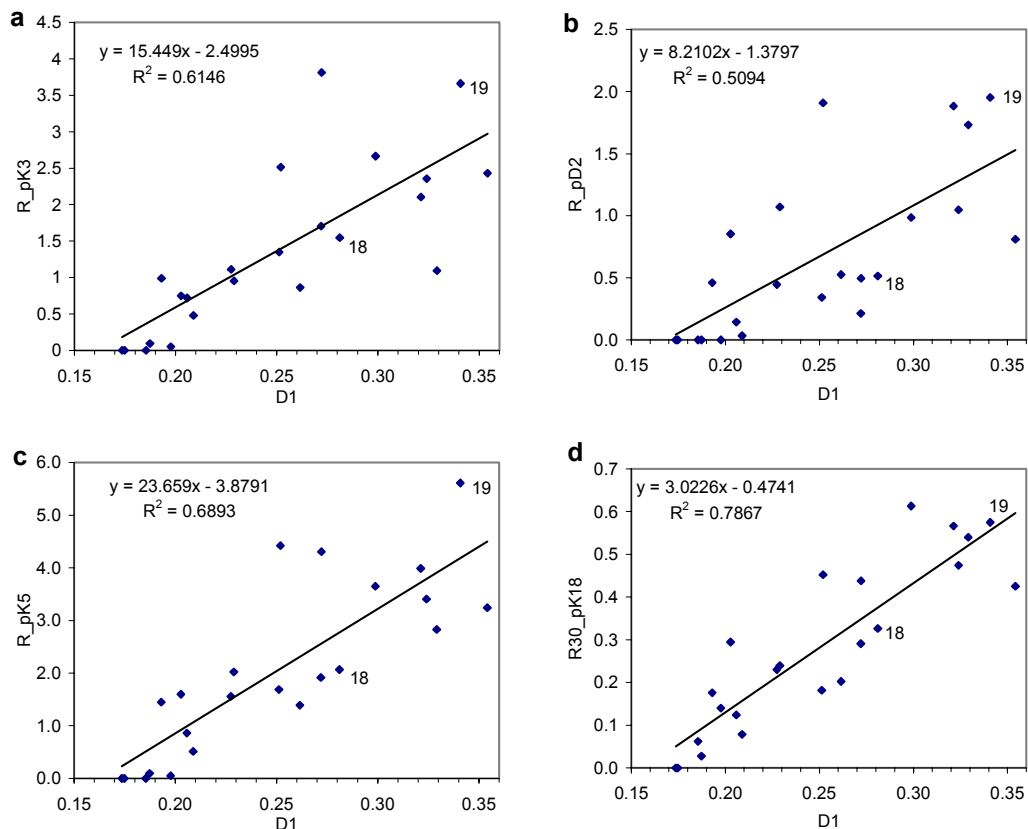 a
y = 15.449x - 2.4995
R² = 0.6146
4.5
4
3.5
3
2.5
2
1.5
1
0.5
0
R_pK3
19
18
0.15 0.20 0.25 0.30 0.35
D1
b
y = 8.2102x - 1.3797
R² = 0.5094
2.5
2.0
1.5
1.0
0.5
0.0
R_pD2
19
18
0.15 0.20 0.25 0.30 0.35
D1
c
y = 23.659x - 3.8791
R² = 0.6893
6.0
5.0
4.0
3.0
2.0
1.0
0.0
R_pK5
19
18
0.15 0.20 0.25 0.30 0.35
D1
d
y = 3.0226x - 0.4741
R² = 0.7867
0.7
0.6
0.5
0.4
0.3
0.2
0.1
0.0
R30_pK18
19
18
0.15 0.20 0.25 0.30 0.35
D1